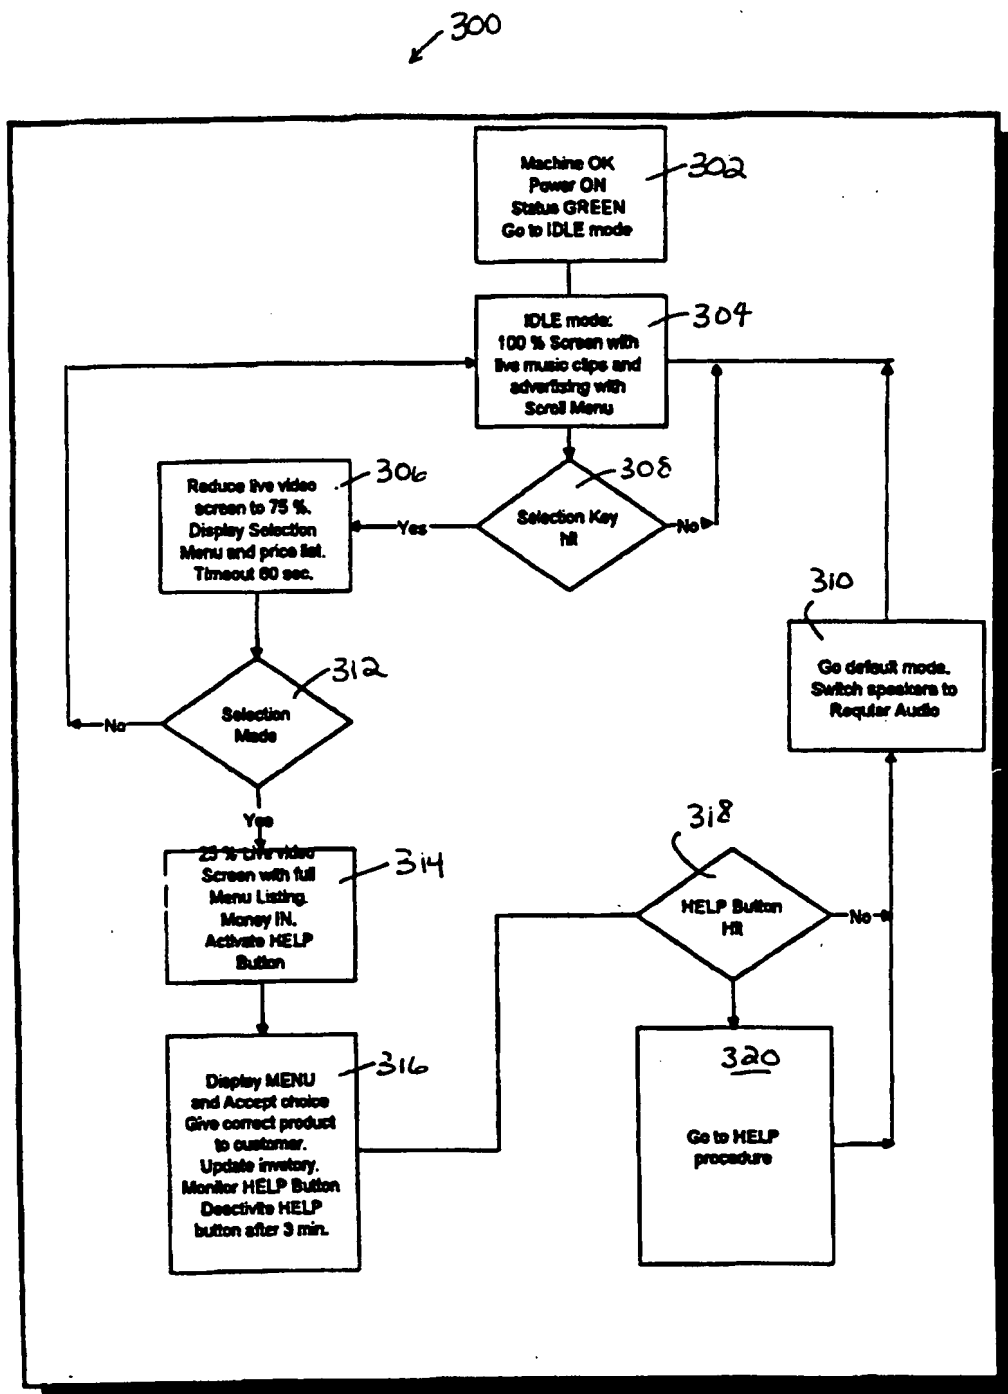 300
Machine OK
Power ON
Status GREEN
Go to IDLE mode
302
IDLE mode:
100 % Screen with
live music clips and
advertising with
Scroll Menu
304
Reduce live video
screen to 75 %.
Display Selection
Menu and price list.
Timeout 60 sec.
306
Yes
Selection Key
hit
308
No
310
Go default mode.
Switch speakers to
Reqular Audio
312
Selection
Made
No
Yes
25 % Live video
Screen with full
Menu Listing.
Money IN.
Activate HELP
Button
314
318
HELP Button
Hit
No
Display MENU
and Accept choice
Give correct product
to customer.
Update invetory.
Monitor HELP Button
Deactivite HELP
button after 3 min.
316
320
Go to HELP
procedure